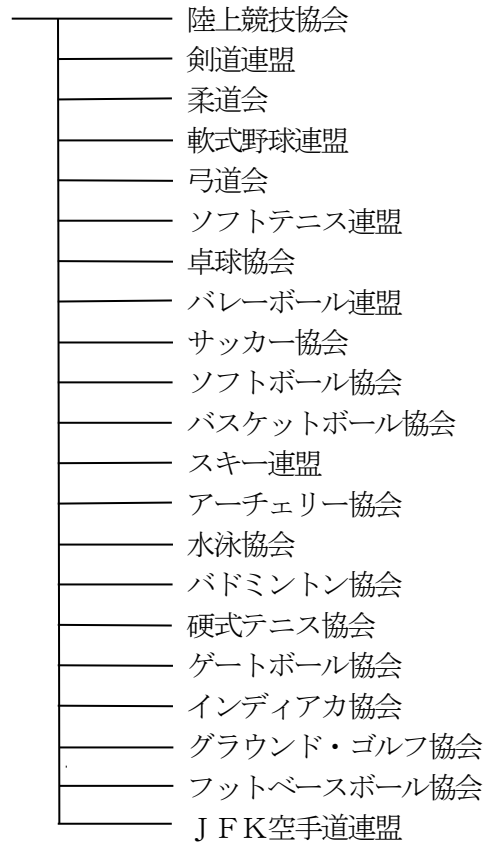 陸上競技協会
剣道連盟
柔道会
軟式野球連盟
弓道会
ソフトテニス連盟
卓球協会
バレーボール連盟
サッカー協会
ソフトボール協会
バスケットボール協会
スキー連盟
アーチェリー協会
水泳協会
バドミントン協会
硬式テニス協会
ゲートボール協会
インディアカ協会
グラウンド・ゴルフ協会
フットベースボール協会
ＪＦＫ空手道連盟